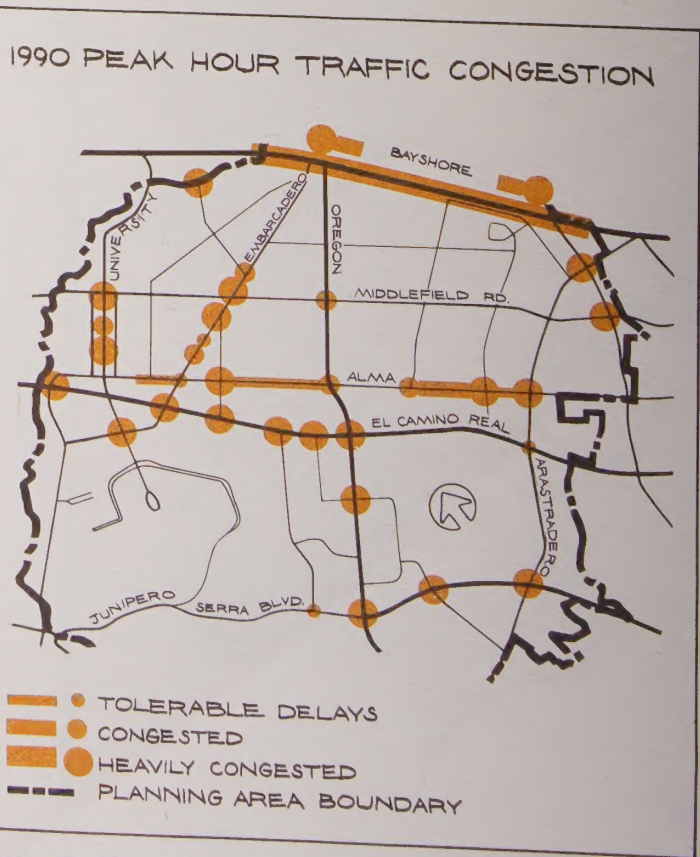 1990 PEAK HOUR TRAFFIC CONGESTION
BAYSHORE
UNIVERSITY
EMBARCADERO
OREGON
MIDDLEFIELD RD.
ALMA
EL CAMINO REAL
ARASTRADERO
JUNIPERO SERRA BLVD.
TOLERABLE DELAYS
CONGESTED
HEAVILY CONGESTED
PLANNING AREA BOUNDARY